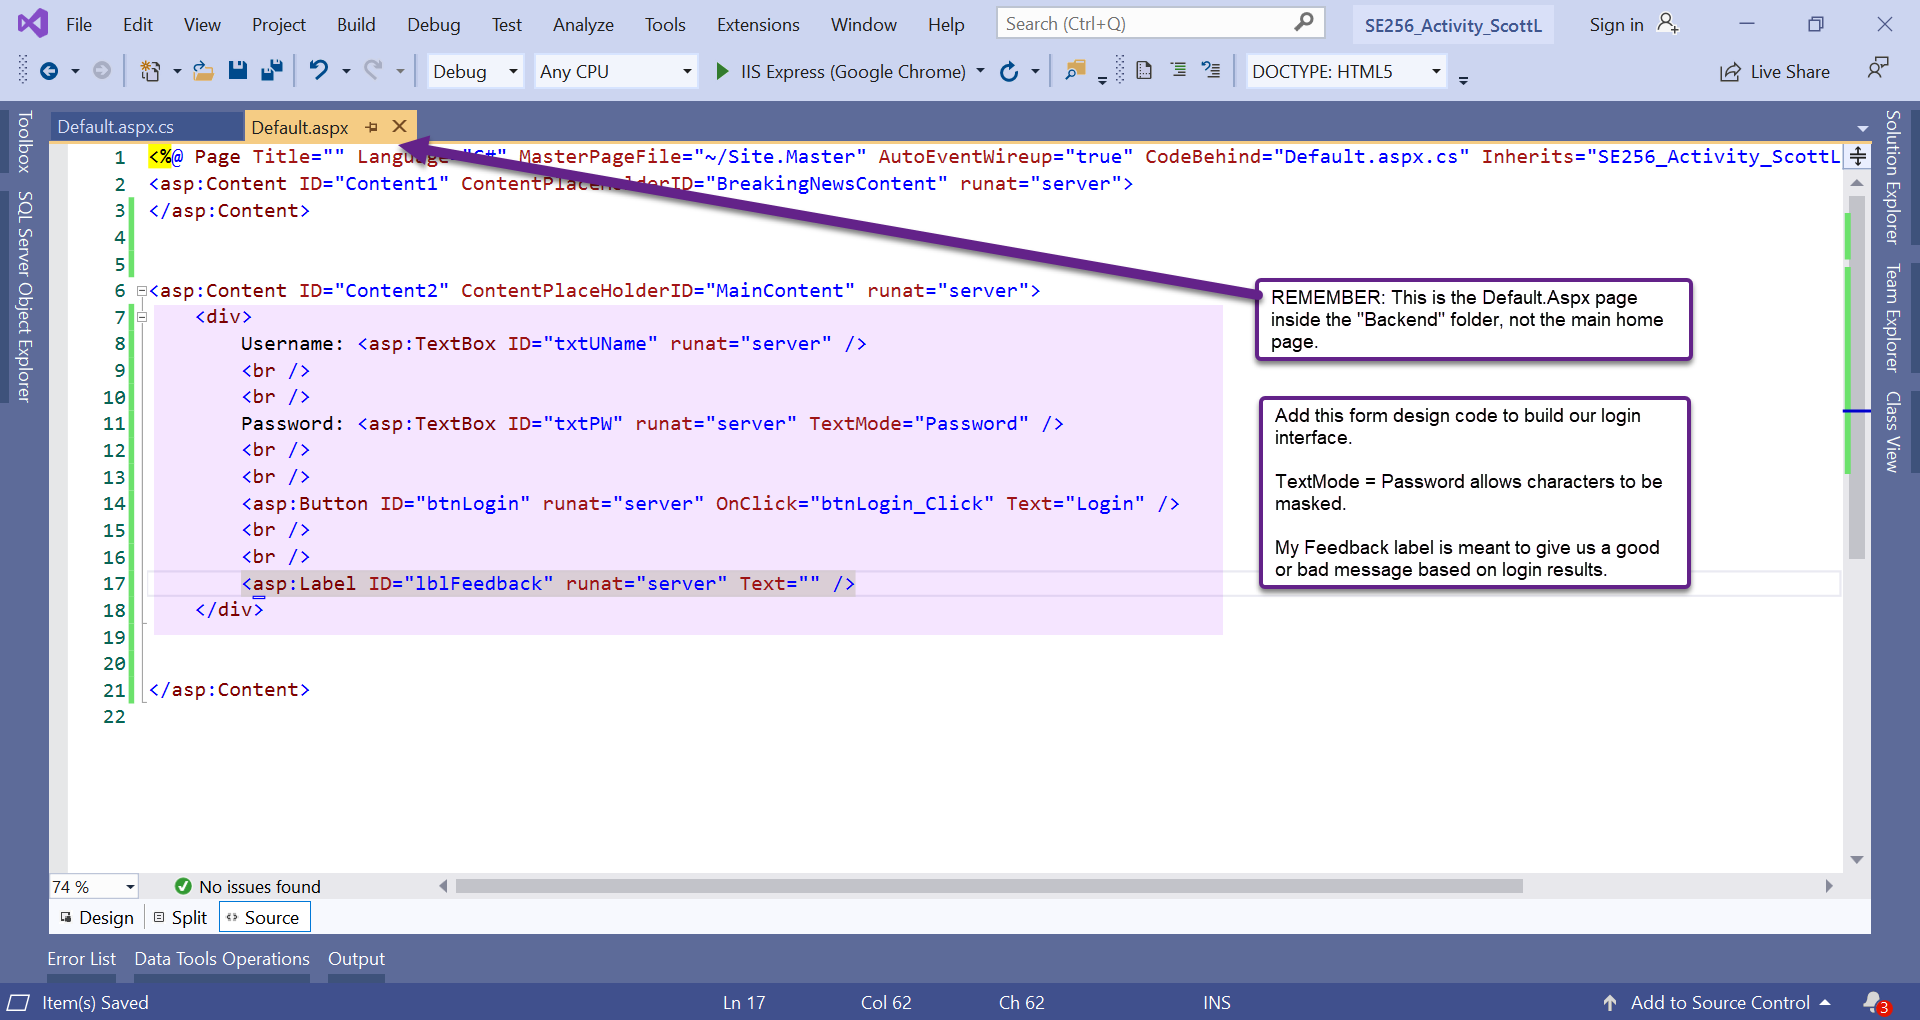 File Edit View Project Build Debug Test Analyze Tools Extensions Window Help Search (Ctrl+Q) SE256_Activity_ScottL Sign in
Debug Any CPU IIS Express (Google Chrome) DOCTYPE: HTML5 Live Share
Toolbox
SQL Server Object Explorer
Default.aspx.cs Default.aspx
1 <%@ Page Title="" Language="C#" MasterPageFile="~/Site.Master" AutoEventWireup="true" CodeBehind="Default.aspx.cs" Inherits="SE256_Activity_ScottL
2 <asp:Content ID="Content1" ContentPlaceHolderID="BreakingNewsContent" runat="server">
3 </asp:Content>
4
5
6 <asp:Content ID="Content2" ContentPlaceHolderID="MainContent" runat="server">
7 <div>
8 Username: <asp:TextBox ID="txtUName" runat="server" />
9 <br />
10 <br />
11 Password: <asp:TextBox ID="txtPW" runat="server" TextMode="Password" />
12 <br />
13 <br />
14 <asp:Button ID="btnLogin" runat="server" OnClick="btnLogin_Click" Text="Login" />
15 <br />
16 <br />
17 <asp:Label ID="lblFeedback" runat="server" Text="" />
18 </div>
19
20
21 </asp:Content>
22
REMEMBER: This is the Default.Aspx page
inside the "Backend" folder, not the main home
page.
Add this form design code to build our login
interface.
TextMode = Password allows characters to be
masked.
My Feedback label is meant to give us a good
or bad message based on login results.
Solution Explorer
Team Explorer
Class View
74 % No issues found
Design Split Source
Error List Data Tools Operations Output
Item(s) Saved Ln 17 Col 62 Ch 62 INS Add to Source Control 3